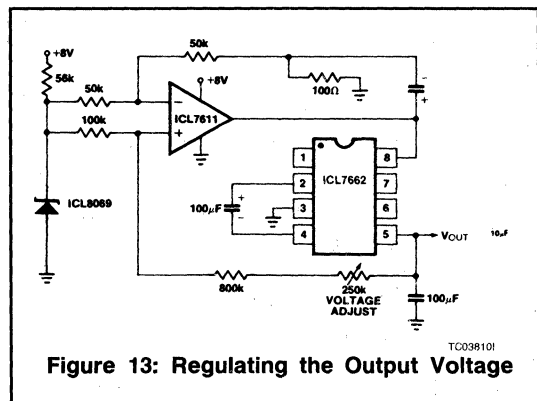 50k
+8V
56k
+8V
50k
100Ω
−
+
100k
−
+
ICL7611
ICL8069
1
8
2
ICL7662
7
100μF
+
−
3
6
4
5
VOUT
10μF
800k
250k
VOLTAGE
ADJUST
100μF
TC03810I
Figure 13: Regulating the Output Voltage